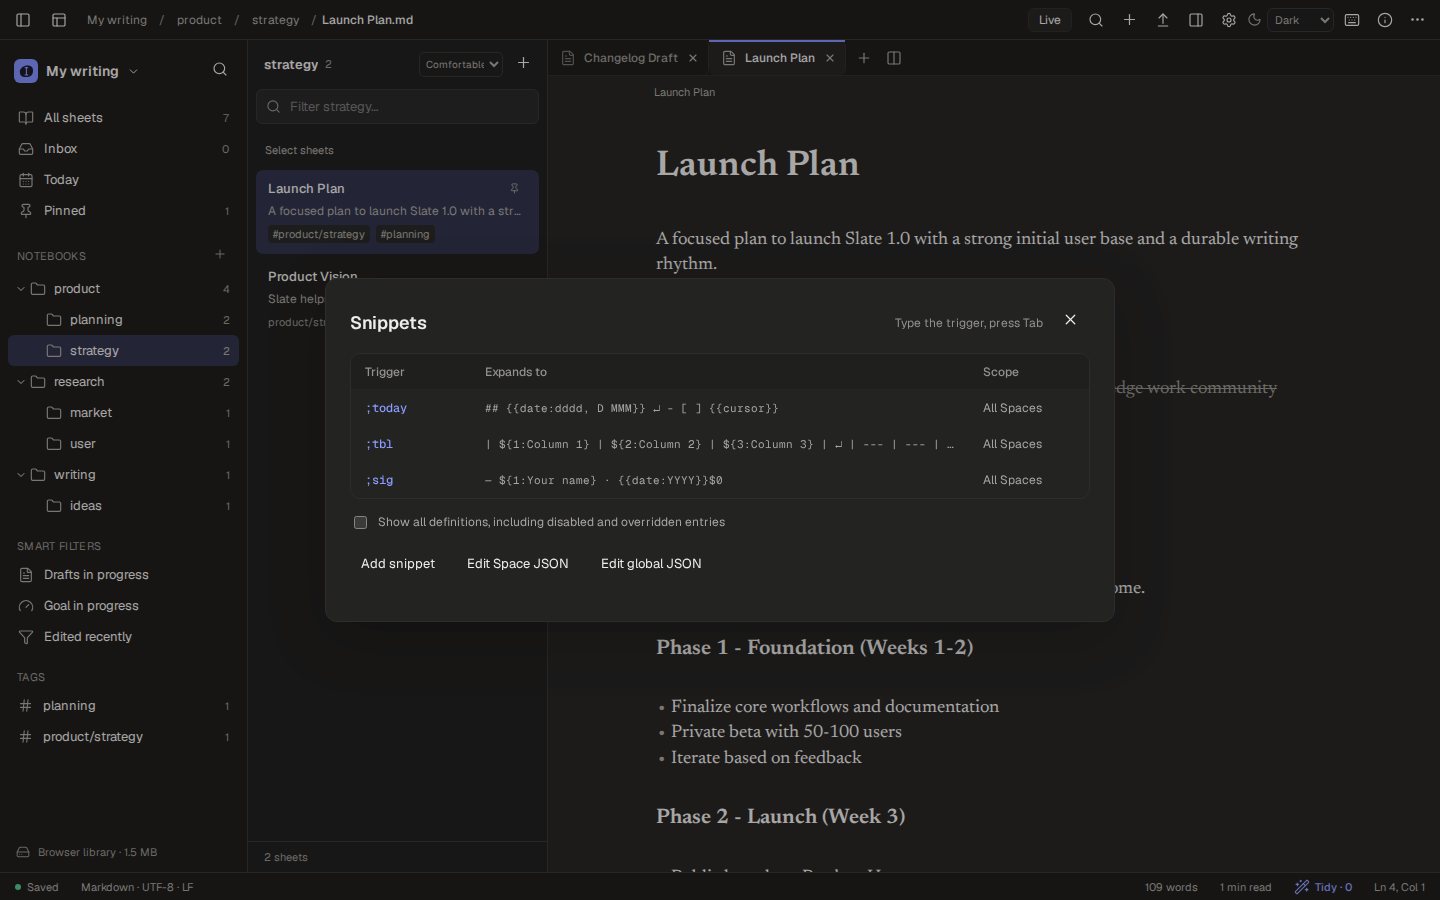 My writing / product / strategy / Launch Plan.md
Live
Dark
My writing
All sheets 7
Inbox 0
Today
Pinned 1
NOTEBOOKS
product 4
planning 2
strategy 2
research 2
market 1
user 1
writing 1
ideas 1
SMART FILTERS
Drafts in progress
Goal in progress
Edited recently
TAGS
# planning 1
# product/strategy 1
Browser library · 1.5 MB
strategy 2
Comfortable
Filter strategy…
Select sheets
Launch Plan
A focused plan to launch Slate 1.0 with a str…
#product/strategy #planning
Product Vision
Slate help
product/str
2 sheets
Changelog Draft
Launch Plan
Launch Plan
Launch Plan
A focused plan to launch Slate 1.0 with a strong initial user base and a durable writing
rhythm.
edge work community
ome.
Phase 1 - Foundation (Weeks 1-2)
• Finalize core workflows and documentation
• Private beta with 50-100 users
• Iterate based on feedback
Phase 2 - Launch (Week 3)
Snippets
Type the trigger, press Tab
Trigger Expands to Scope
;today ## {{date:dddd, D MMM}} ↵ - [ ] {{cursor}} All Spaces
;tbl | ${1:Column 1} | ${2:Column 2} | ${3:Column 3} | ↵ | --- | --- | … All Spaces
;sig — ${1:Your name} · {{date:YYYY}}$0 All Spaces
Show all definitions, including disabled and overridden entries
Add snippet Edit Space JSON Edit global JSON
Saved Markdown · UTF-8 · LF
109 words 1 min read Tidy · 0 Ln 4, Col 1